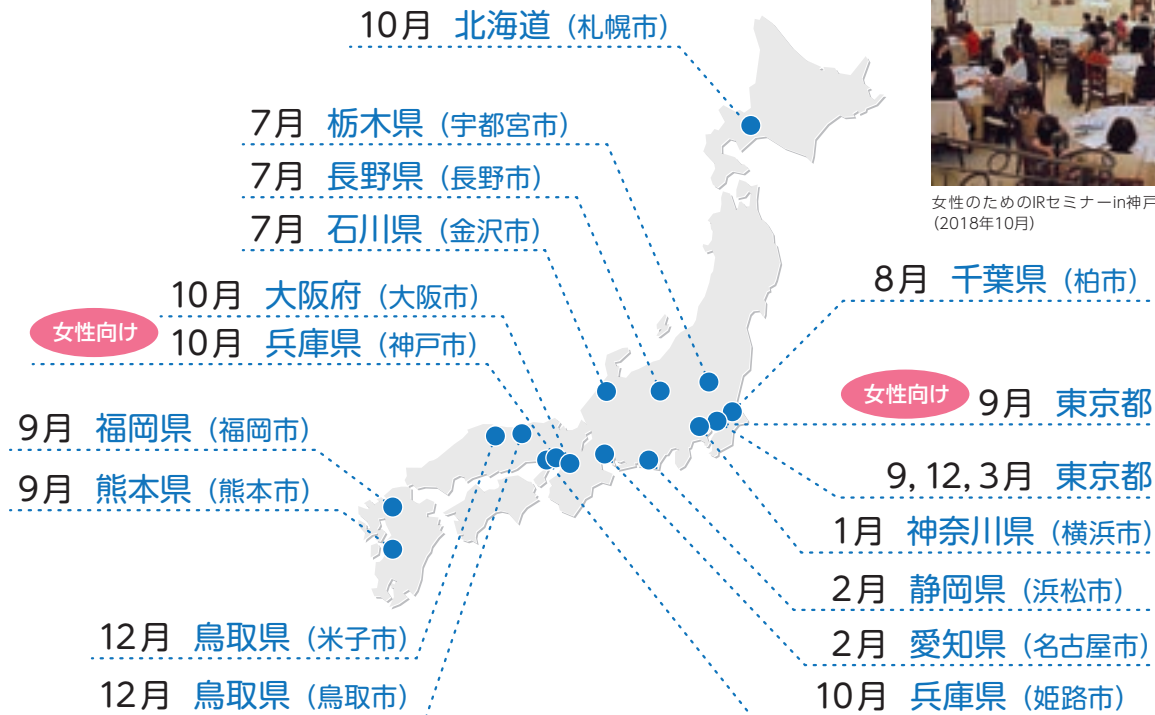 10月 北海道（札幌市）
7月 栃木県（宇都宮市）
7月 長野県（長野市）
7月 石川県（金沢市）
10月 大阪府（大阪市）
女性向け 10月 兵庫県（神戸市）
9月 福岡県（福岡市）
9月 熊本県（熊本市）
12月 鳥取県（米子市）
12月 鳥取県（鳥取市）
女性のためのIRセミナーin神戸
（2018年10月）
8月 千葉県（柏市）
女性向け 9月 東京都
9, 12, 3月 東京都
1月 神奈川県（横浜市）
2月 静岡県（浜松市）
2月 愛知県（名古屋市）
10月 兵庫県（姫路市）